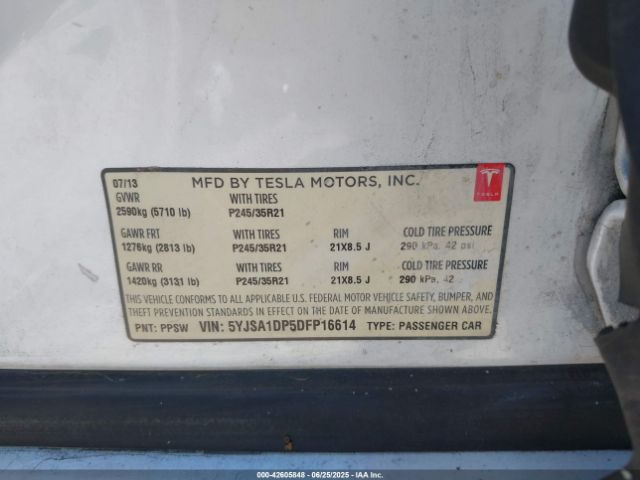 07/13 MFD BY TESLA MOTORS, INC.
TESLA
GVWR WITH TIRES
2590kg (5710 lb) P245/35R21
GAWR FRT WITH TIRES RIM COLD TIRE PRESSURE
1276kg (2813 lb) P245/35R21 21X8.5 J 290 kPa, 42 psi
GAWR RR WITH TIRES RIM COLD TIRE PRESSURE
1420kg (3131 lb) P245/35R21 21X8.5 J 290 kPa, 42
THIS VEHICLE CONFORMS TO ALL APPLICABLE U.S. FEDERAL MOTOR VEHICLE SAFETY, BUMPER, AND
THEFT PREVENTION STANDARDS IN EFFECT ON THE DATE OF MANUFACTURE SHOWN ABOVE.
PNT: PPSW VIN: 5YJSA1DP5DFP16614 TYPE: PASSENGER CAR
000-42605848 - 06/25/2025 - IAA Inc.